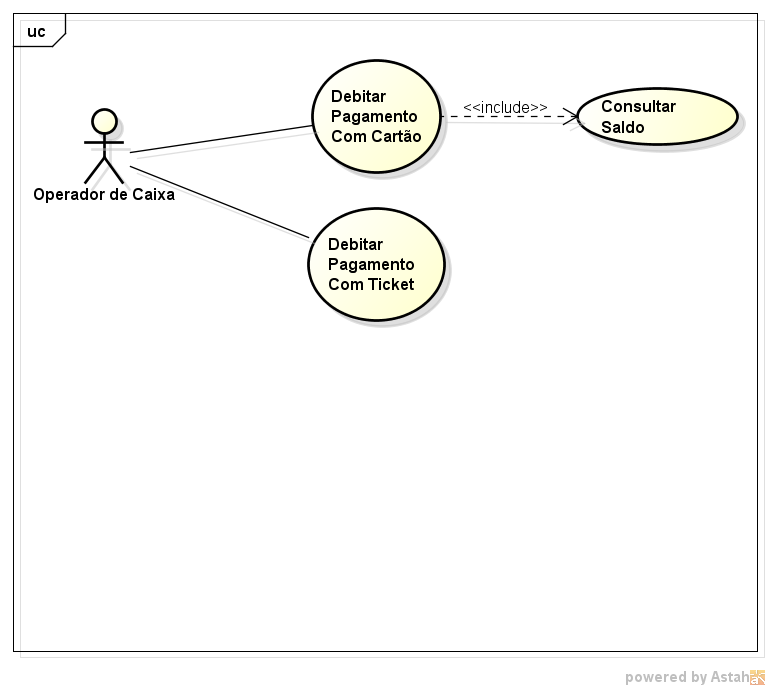 uc
Debitar
Pagamento
Com Cartão
<<include>>
Consultar
Saldo
Operador de Caixa
Debitar
Pagamento
Com Ticket
powered by Astah